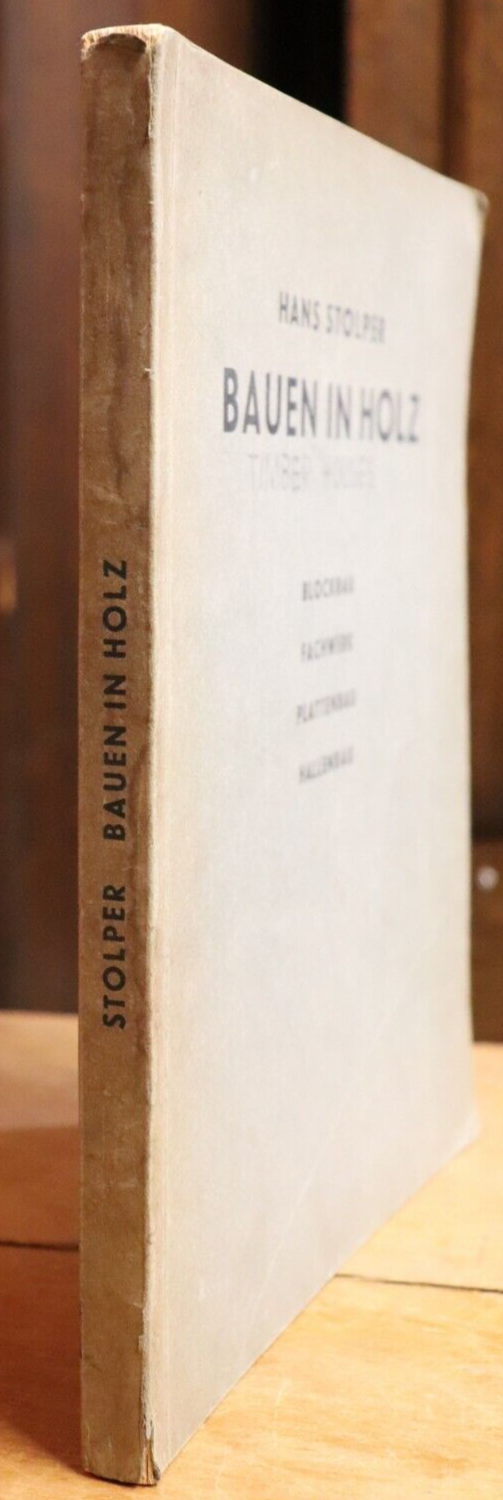 STOLPER BAUEN IN HOLZ
HANS STOLPER
BAUEN IN HOLZ
TIMBER HOUSES
BLOCKBAU
FACHWERK
PLATTENBAU
HALLENBAU